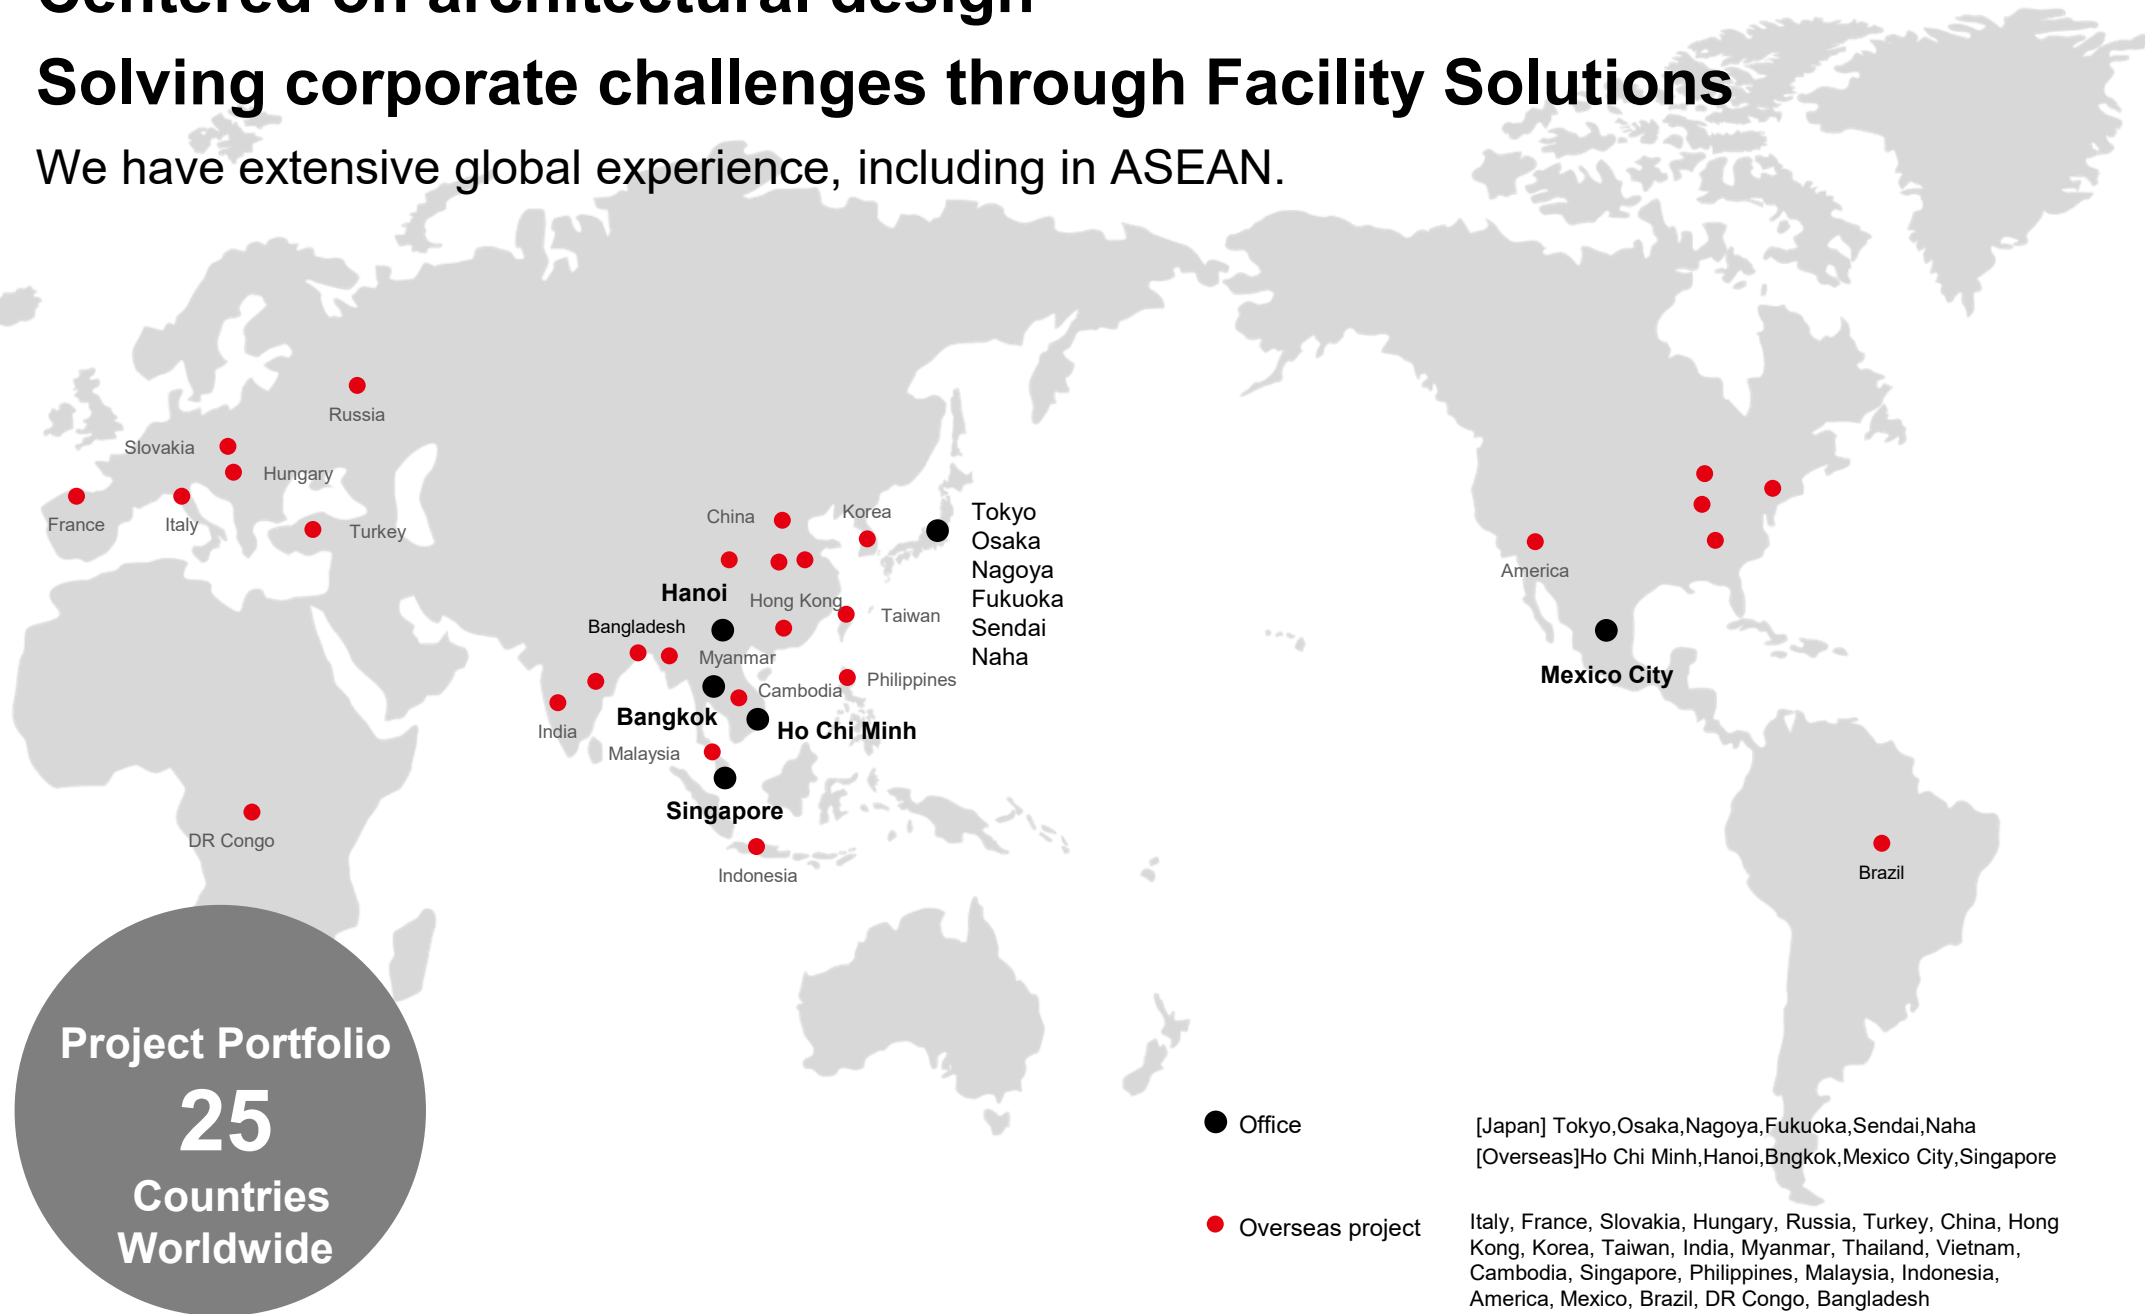 Centered on architectural design
Solving corporate challenges through Facility Solutions
We have extensive global experience, including in ASEAN.
Russia
Slovakia
Hungary
France
Italy
Turkey
China
Korea
Tokyo
Osaka
Nagoya
Fukuoka
Sendai
Naha
Hanoi
Hong Kong
Taiwan
Bangladesh
Myanmar
Philippines
Cambodia
Bangkok
Ho Chi Minh
India
Malaysia
Singapore
Indonesia
DR Congo
America
Mexico City
Brazil
Project Portfolio
25
Countries
Worldwide
Office
[Japan] Tokyo,Osaka,Nagoya,Fukuoka,Sendai,Naha
[Overseas]Ho Chi Minh,Hanoi,Bngkok,Mexico City,Singapore
Overseas project
Italy, France, Slovakia, Hungary, Russia, Turkey, China, Hong
Kong, Korea, Taiwan, India, Myanmar, Thailand, Vietnam,
Cambodia, Singapore, Philippines, Malaysia, Indonesia,
America, Mexico, Brazil, DR Congo, Bangladesh